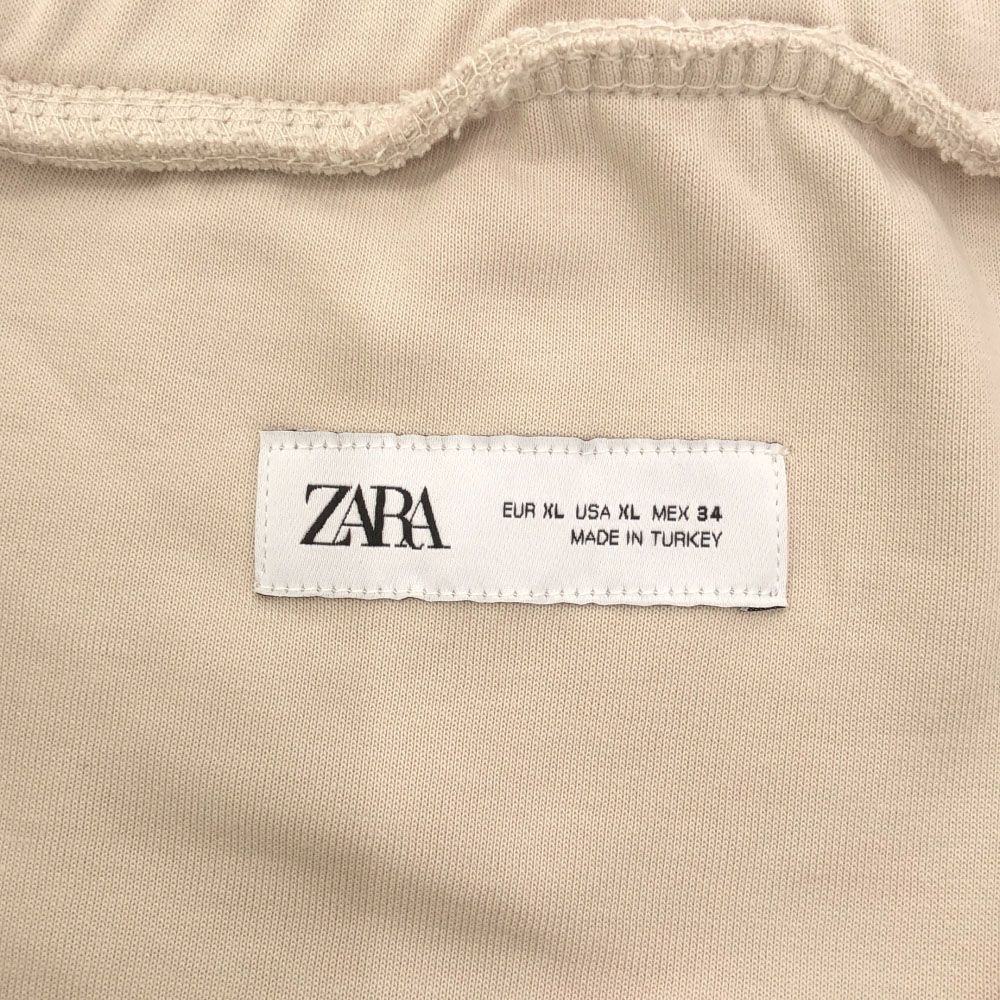 ZARA
EUR XL USA XL MEX 34
MADE IN TURKEY